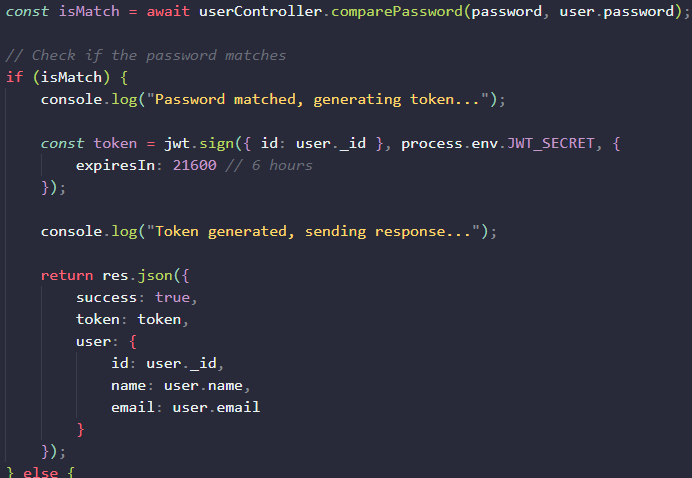 const isMatch = await userController.comparePassword(password, user.password);
// Check if the password matches
if (isMatch) {
console.log("Password matched, generating token...");
const token = jwt.sign({ id: user._id }, process.env.JWT_SECRET, {
expiresIn: 21600 // 6 hours
});
console.log("Token generated, sending response...");
return res.json({
success: true,
token: token,
user: {
id: user._id,
name: user.name,
email: user.email
}
});
} else {